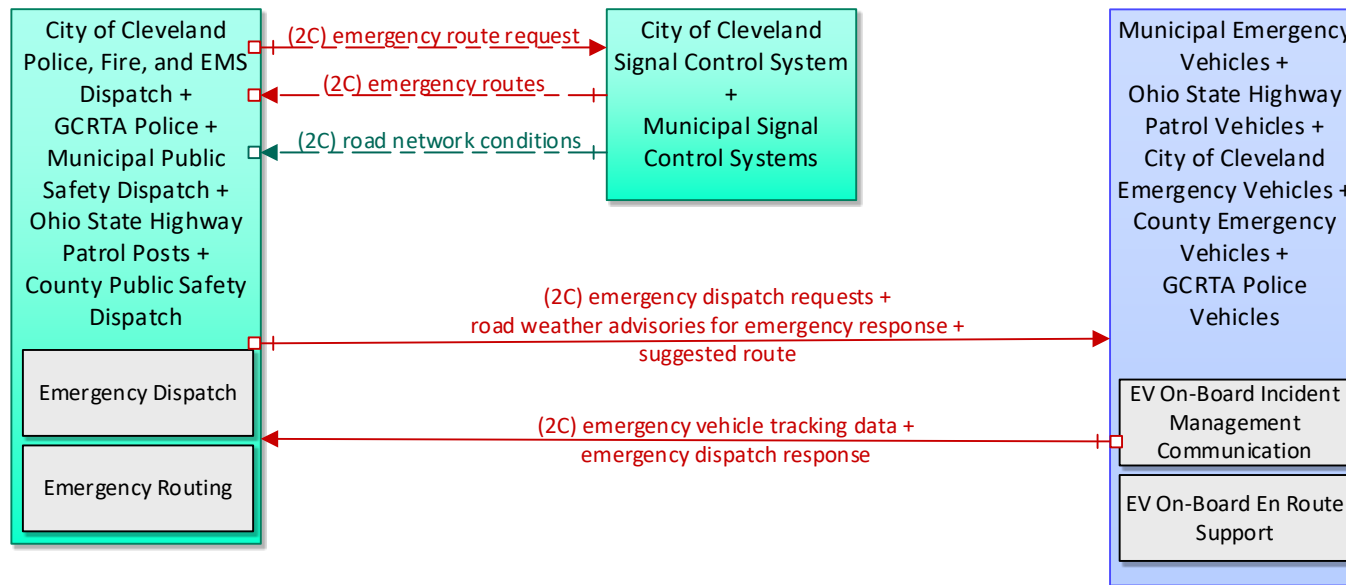 City of Cleveland
Police, Fire, and EMS
Dispatch +
GCRTA Police +
Municipal Public
Safety Dispatch +
Ohio State Highway
Patrol Posts +
County Public Safety
Dispatch
Emergency Dispatch
Emergency Routing
(2C) emergency route request
(2C) emergency routes
(2C) road network conditions
City of Cleveland
Signal Control System
+
Municipal Signal
Control Systems
(2C) emergency dispatch requests +
road weather advisories for emergency response +
suggested route
(2C) emergency vehicle tracking data +
emergency dispatch response
Municipal Emergency
Vehicles +
Ohio State Highway
Patrol Vehicles +
City of Cleveland
Emergency Vehicles +
County Emergency
Vehicles +
GCRTA Police
Vehicles
EV On-Board Incident
Management
Communication
EV On-Board En Route
Support